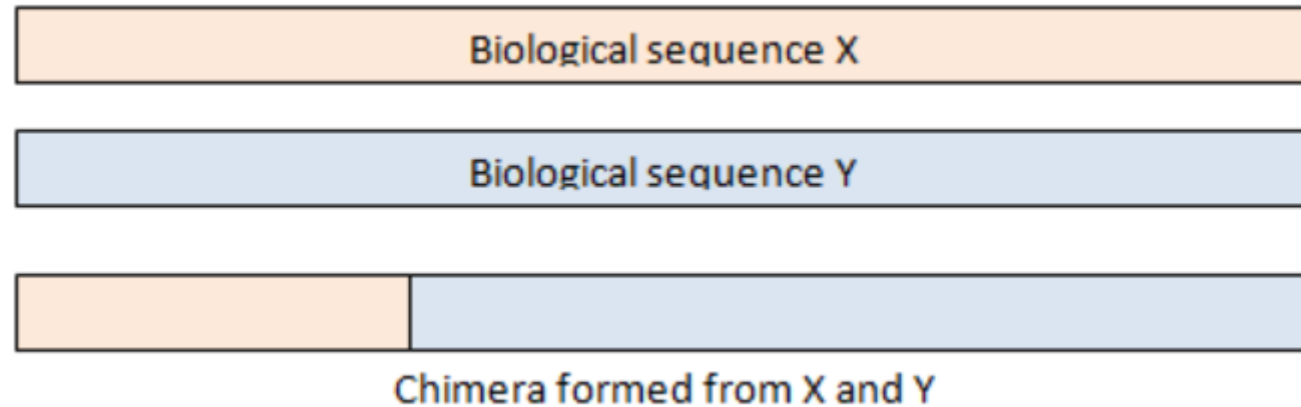 Biological sequence X
Biological sequence Y
Chimera formed from X and Y